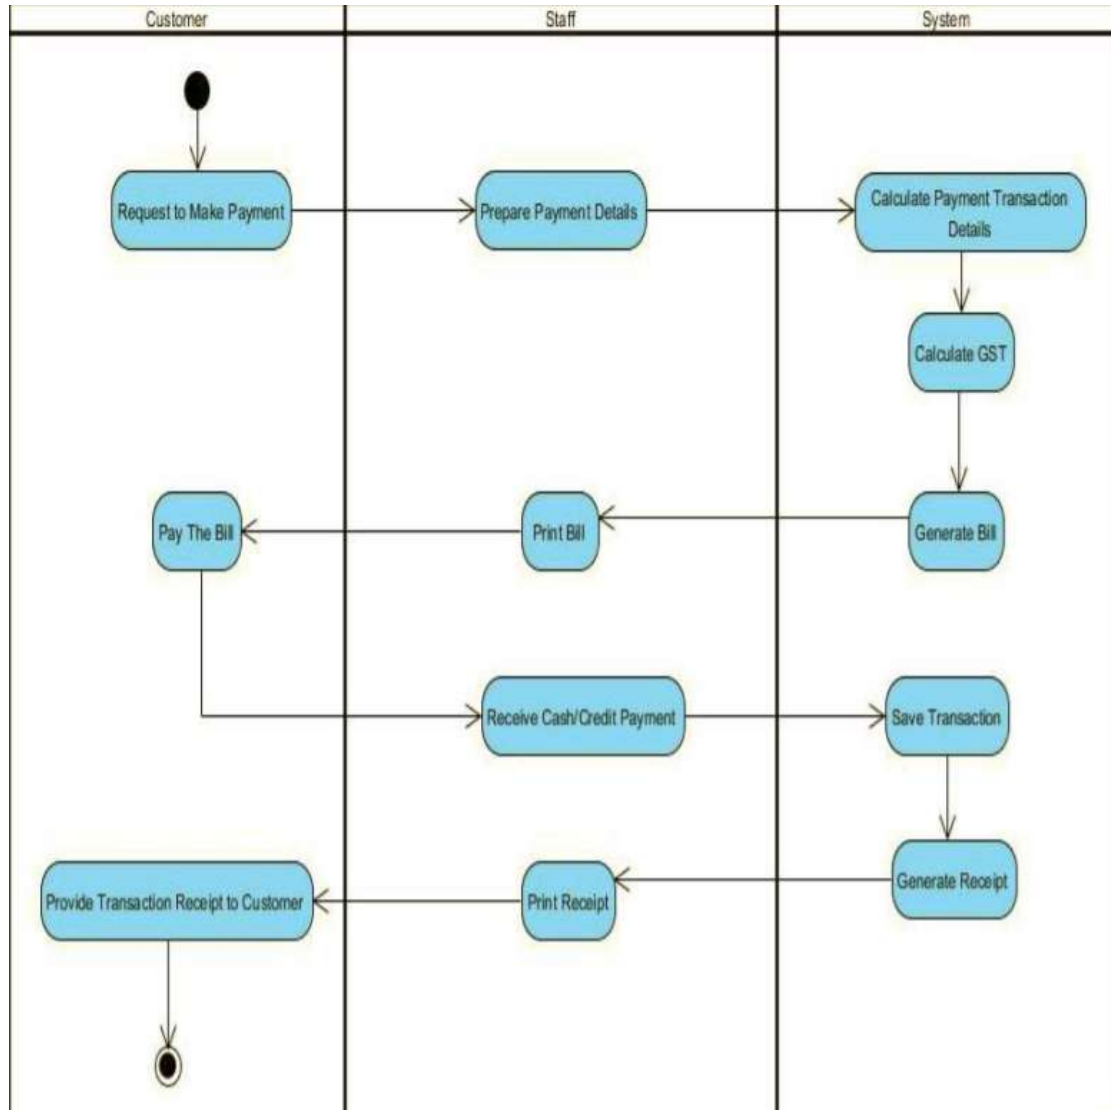 Customer
Staff
System
Request to Make Payment
Prepare Payment Details
Calculate Payment Transaction
Details
Calculate GST
Pay The Bill
Print Bill
Generate Bill
Receive Cash/Credit Payment
Save Transaction
Provide Transaction Receipt to Customer
Print Receipt
Generate Receipt